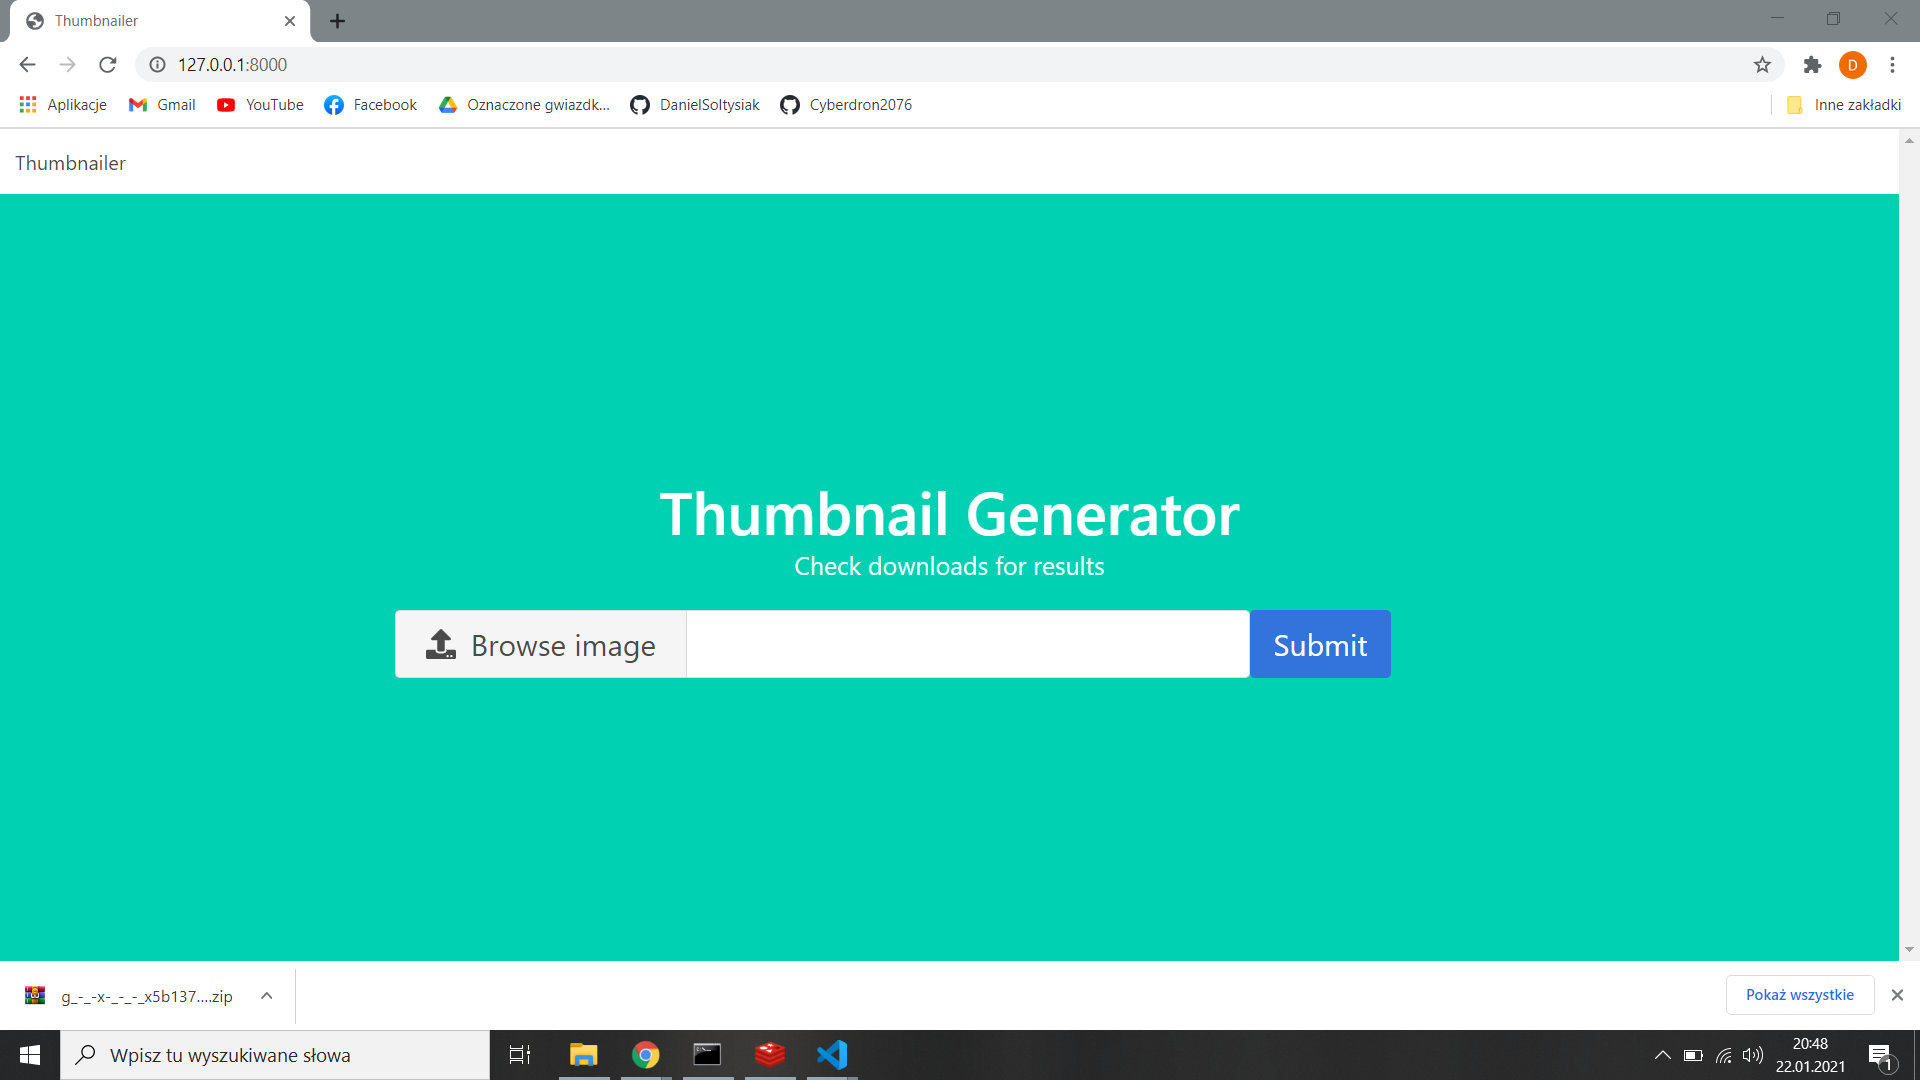 Thumbnailer
127.0.0.1:8000
Aplikacje Gmail YouTube Facebook Oznaczone gwiazdk... DanielSoltysiak Cyberdron2076 Inne zakładki
Thumbnailer
Thumbnail Generator
Check downloads for results
Browse image Submit
g_-_-x-_-_-_x5b137....zip Pokaż wszystkie
Wpisz tu wyszukiwane słowa
20:48
22.01.2021
D
1